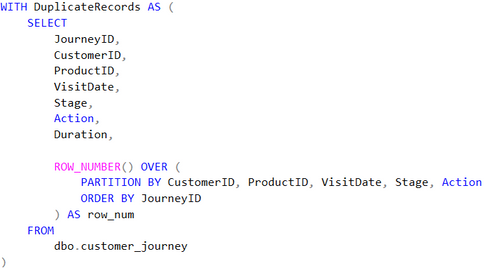 WITH DuplicateRecords AS (
    SELECT
        JourneyID,
        CustomerID,
        ProductID,
        VisitDate,
        Stage,
        Action,
        Duration,

        ROW_NUMBER() OVER (
            PARTITION BY CustomerID, ProductID, VisitDate, Stage, Action
            ORDER BY JourneyID
        ) AS row_num
    FROM
        dbo.customer_journey
)